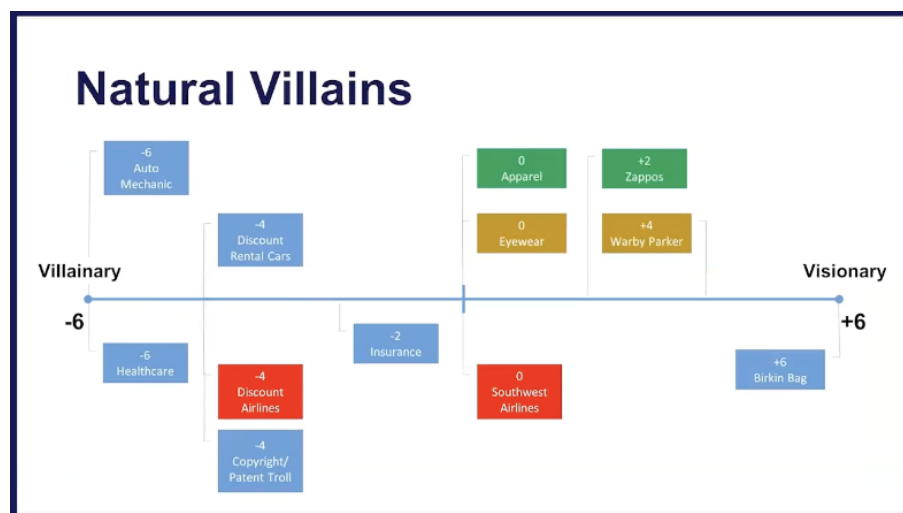 Natural Villains
-6
Auto
Mechanic
0
Apparel
+2
Zappos
-4
Discount
Rental Cars
0
Eyewear
+4
Warby Parker
Villainary
Visionary
-6
+6
-2
Insurance
-6
Healthcare
-4
Discount
Airlines
0
Southwest
Airlines
+6
Birkin Bag
-4
Copyright/
Patent Troll